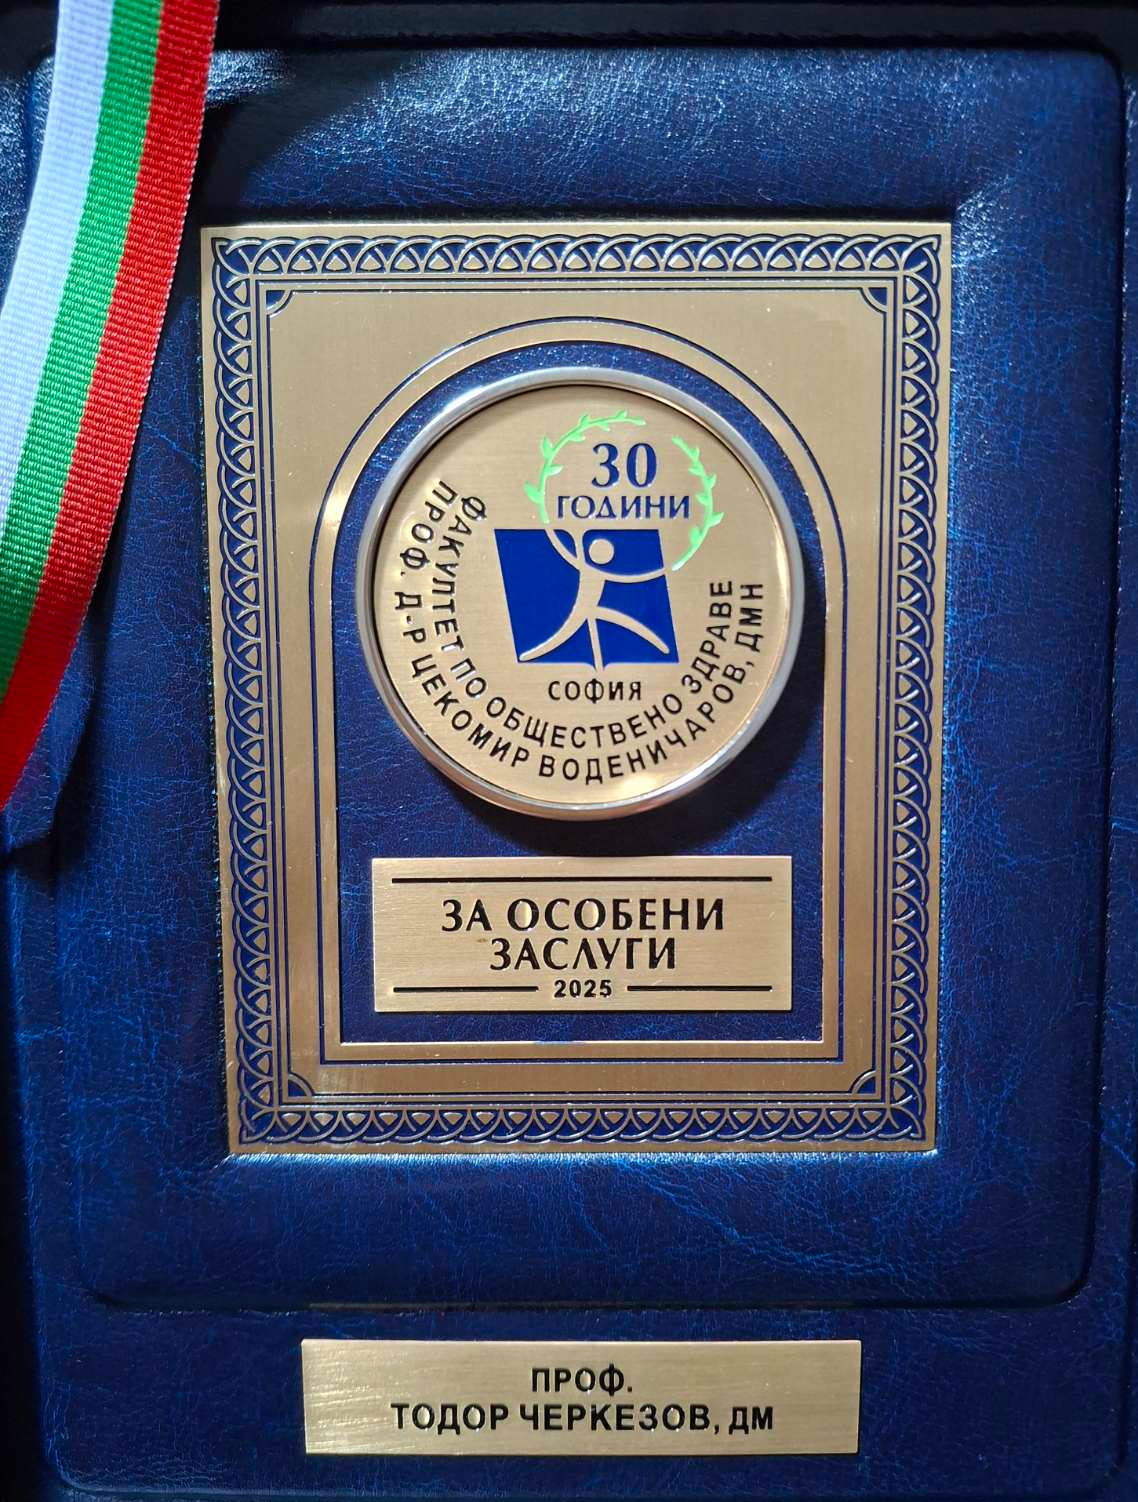 30
ГОДИНИ
СОФИЯ
ФАКУЛТЕТ ПО ОБЩЕСТВЕНО ЗДРАВЕ
ПРОФ. Д-Р ЦЕКОМИР ВОДЕНИЧАРОВ, ДМН
ЗА ОСОБЕНИ
ЗАСЛУГИ
2025
ПРОФ.
ТОДОР ЧЕРКЕЗОВ, ДМ